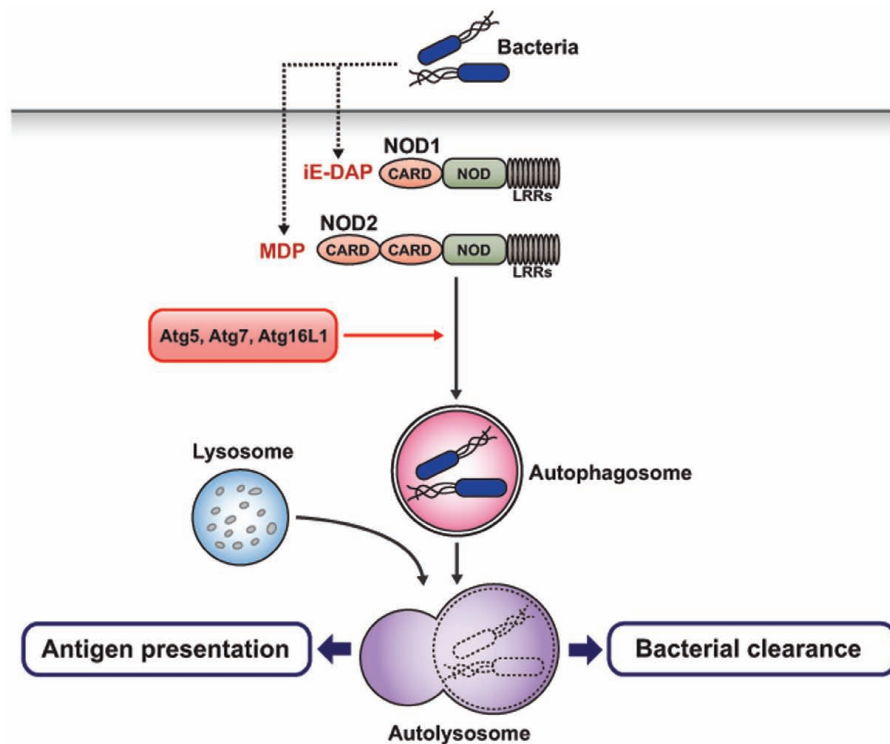 Bacteria
NOD1
iE-DAP
CARD
NOD
LRRs
NOD2
MDP
CARD
CARD
NOD
LRRs
Atg5, Atg7, Atg16L1
Lysosome
Autophagosome
Antigen presentation
Bacterial clearance
Autolysosome